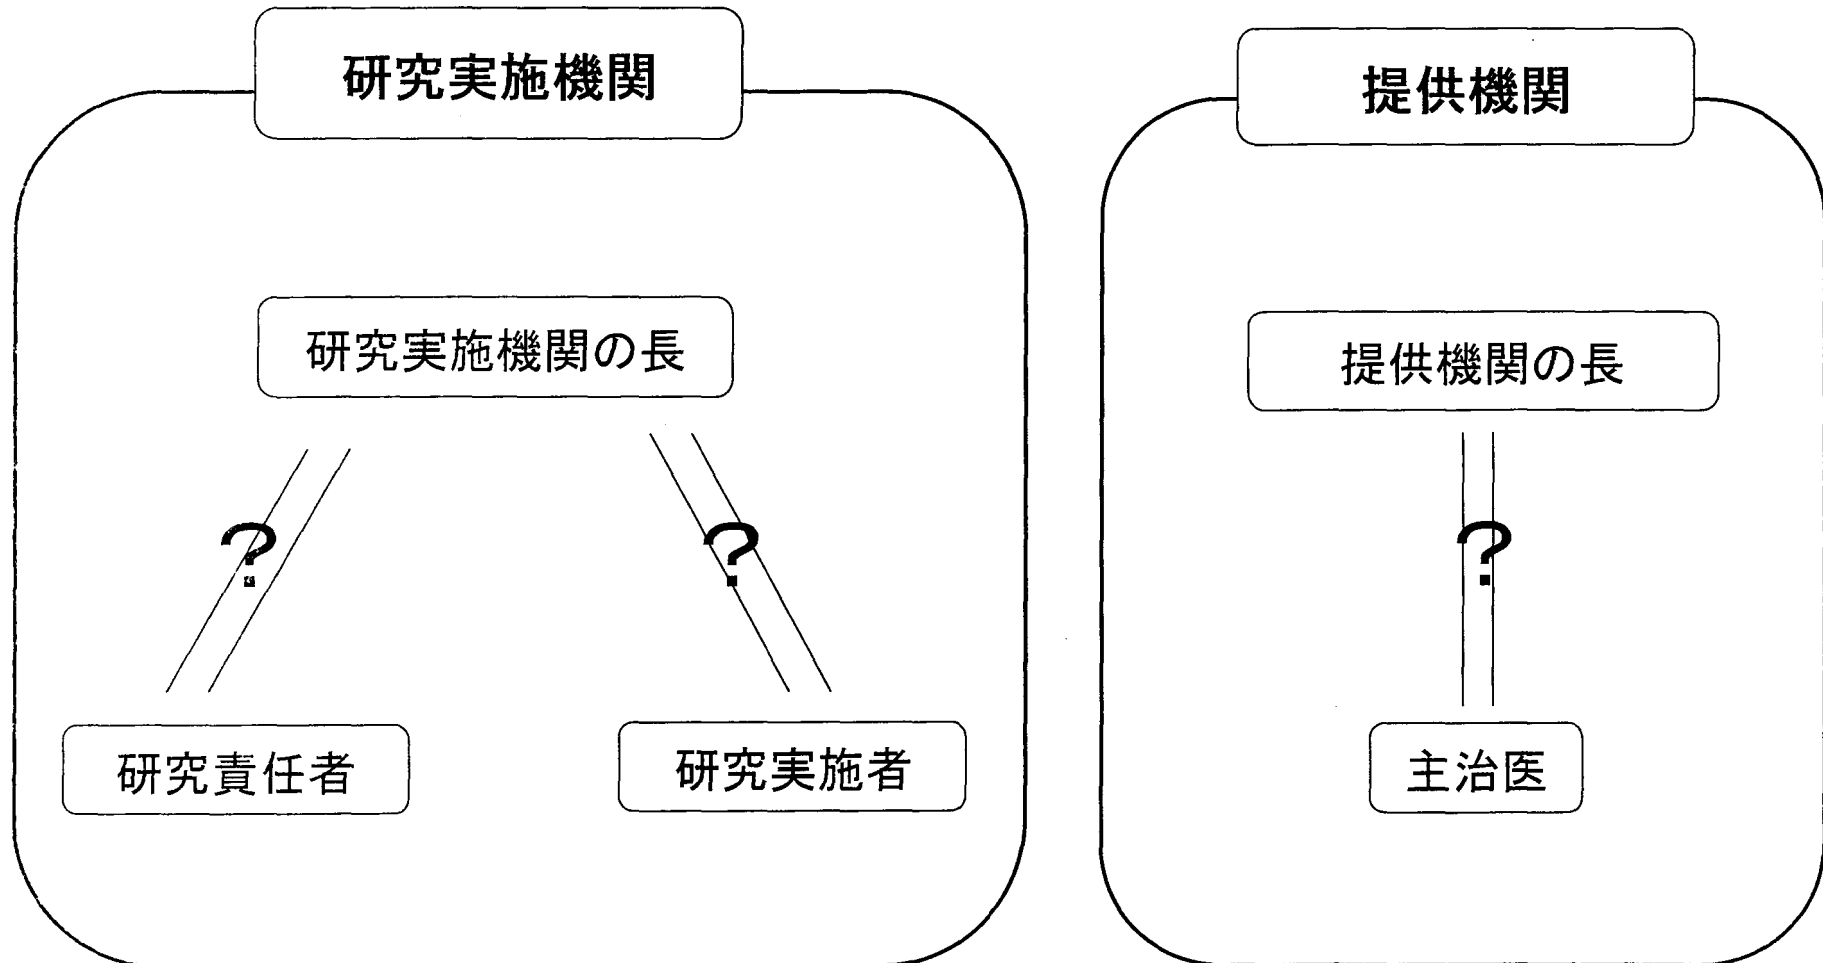 研究実施機関
提供機関
研究実施機関の長
提供機関の長
?
?
?
研究責任者
研究実施者
主治医